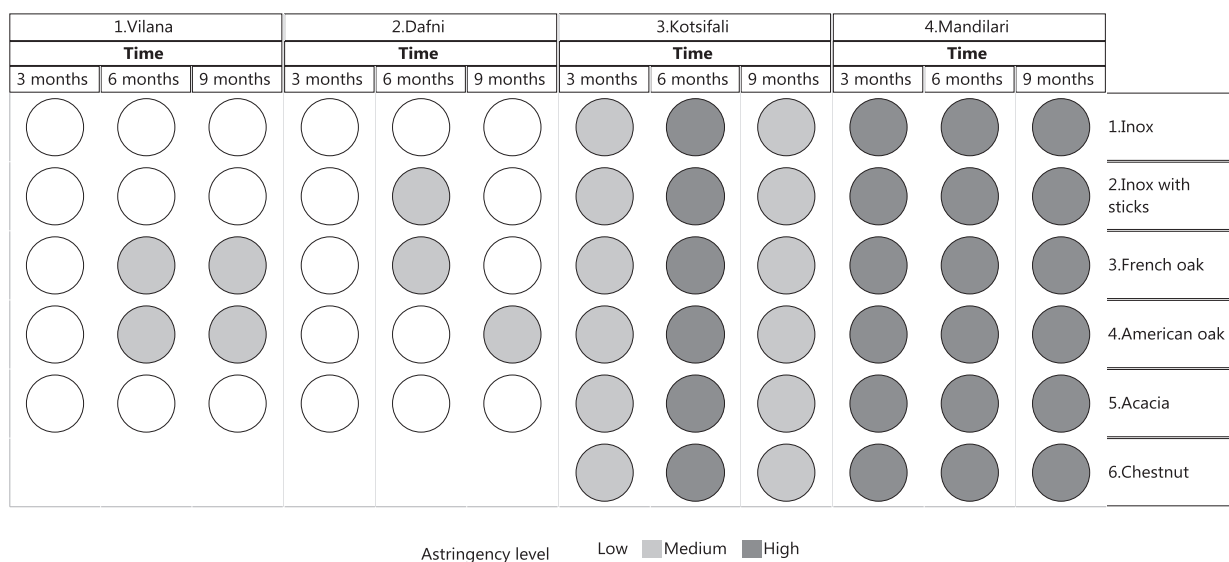 1.Vilana 2.Dafni 3.Kotsifali 4.Mandilari
Time Time Time Time
3 months 6 months 9 months 3 months 6 months 9 months 3 months 6 months 9 months 3 months 6 months 9 months
1.Inox
2.Inox with
sticks
3.French oak
4.American oak
5.Acacia
6.Chestnut
Astringency level Low Medium High